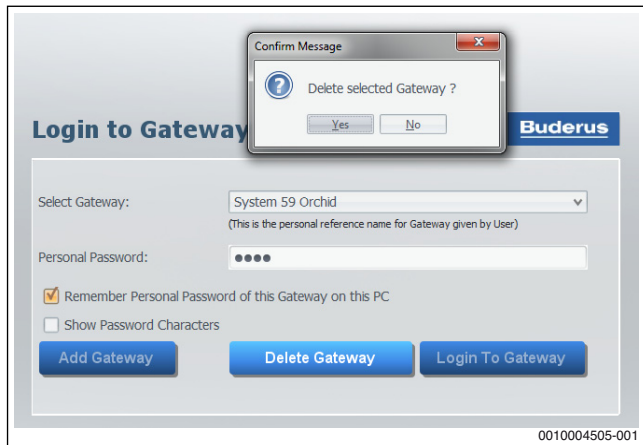 Confirm Message
Delete selected Gateway ?
Yes No
Login to Gateway
Buderus
Select Gateway: System 59 Orchid
(This is the personal reference name for Gateway given by User)
Personal Password: ●●●●
Remember Personal Password of this Gateway on this PC
Show Password Characters
Add Gateway Delete Gateway Login To Gateway
0010004505-001